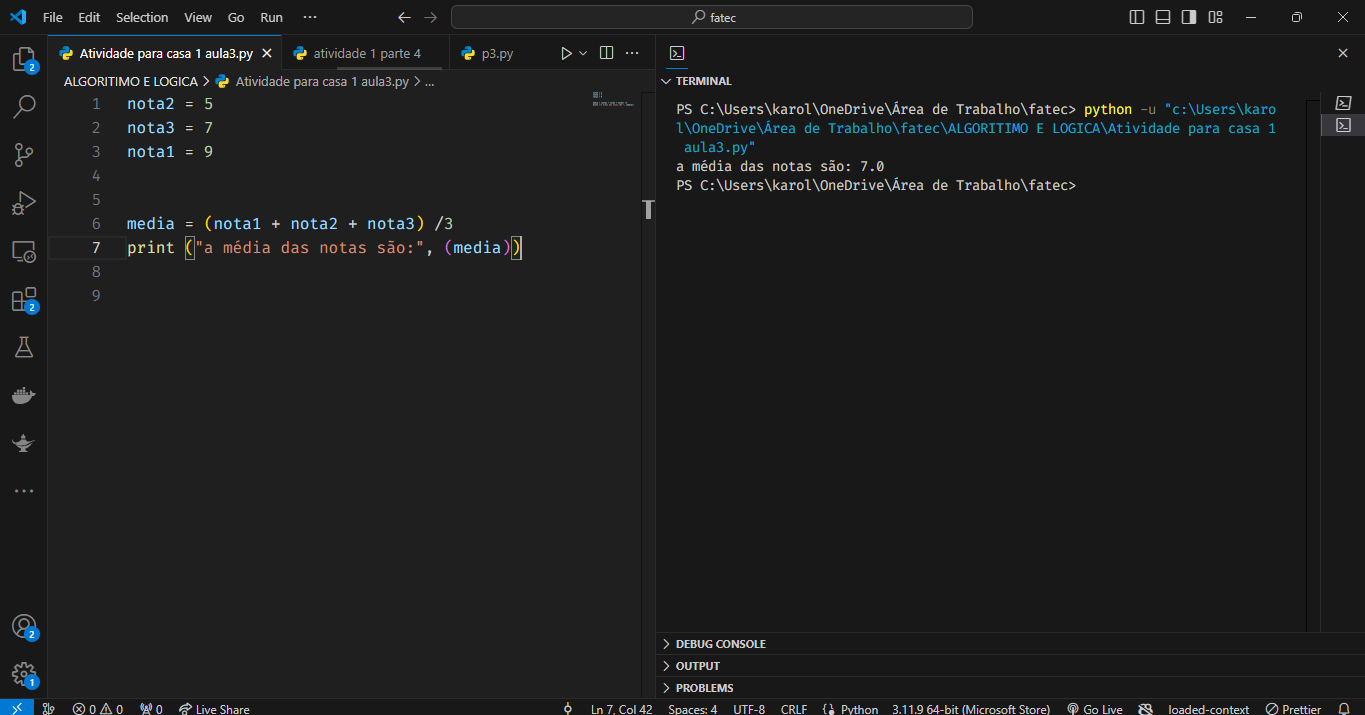 File Edit Selection View Go Run ··· fatec
2
Atividade para casa 1 aula3.py atividade 1 parte 4 p3.py
ALGORITIMO E LOGICA > Atividade para casa 1 aula3.py > ...
1 nota2 = 5
2 nota3 = 7
3 nota1 = 9
4
5
6 media = (nota1 + nota2 + nota3) /3
7 print ("a média das notas são:", (media))
8
9
TERMINAL
PS C:\Users\karol\OneDrive\Área de Trabalho\fatec> python -u "c:\Users\karo
l\OneDrive\Área de Trabalho\fatec\ALGORITIMO E LOGICA\Atividade para casa 1
aula3.py"
a média das notas são: 7.0
PS C:\Users\karol\OneDrive\Área de Trabalho\fatec>
2
2
1
DEBUG CONSOLE
OUTPUT
PROBLEMS
0 0 0 Live Share Ln 7, Col 42 Spaces: 4 UTF-8 CRLF Python 3.11.9 64-bit (Microsoft Store) Go Live loaded-context Prettier